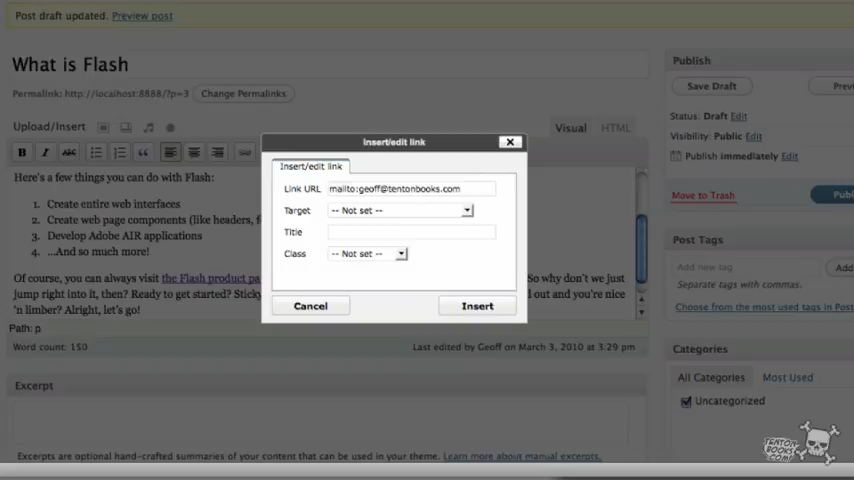 Post draft updated. Preview post
What is Flash
Permalink: http://localhost:8888/?p=3 Change Permalinks
Upload/Insert Visual HTML
B I ABC
Here's a few things you can do with Flash:
1. Create entire web interfaces
2. Create web page components (like headers, f
3. Develop Adobe AIR applications
4. ...And so much more!
Of course, you can always visit the Flash product pa So why don't we just
jump right into it, then? Ready to get started? Sticky d out and you're nice
'n limber? Alright, let's go!
Path: p
Word count: 150 Last edited by Geoff on March 3, 2010 at 3:29 pm
Excerpt
Excerpts are optional hand-crafted summaries of your content that can be used in your theme. Learn more about manual excerpts.
Insert/edit link
Insert/edit link
Link URL mailto:geoff@tentonbooks.com
Target -- Not set --
Title
Class -- Not set --
Cancel Insert
Publish
Save Draft Previ
Status: Draft Edit
Visibility: Public Edit
Publish immediately Edit
Move to Trash Publ
Post Tags
Add new tag Add
Separate tags with commas.
Choose from the most used tags in Post
Categories
All Categories Most Used
Uncategorized
TENTON
BOOKS
.COM